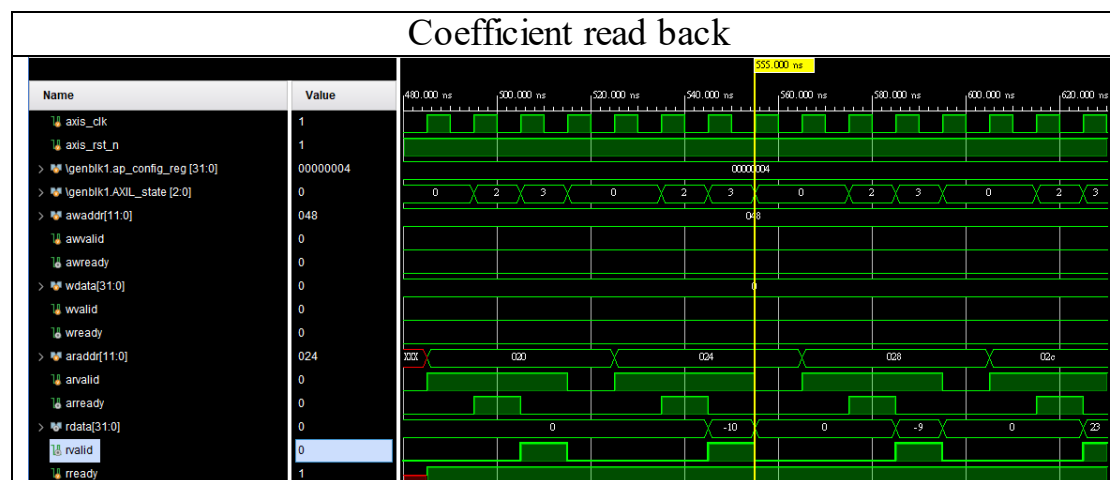 Coefficient read back
555.000 ns
Name Value 480.000 ns 500.000 ns 520.000 ns 540.000 ns 560.000 ns 580.000 ns 600.000 ns 620.000 ns
axis_clk 1
axis_rst_n 1
\genblk1.ap_config_reg [31:0] 00000004 00000004
\genblk1.AXIL_state [2:0] 0 0 2 3 0 2 3 0 2 3 0 2 3
awaddr[11:0] 048 048
awvalid 0
awready 0
wdata[31:0] 0 0
wvalid 0
wready 0
araddr[11:0] 024 XXX 020 024 028 02c
arvalid 0
arready 0
rdata[31:0] 0 0 -10 0 -9 0 23
rvalid 0
rready 1